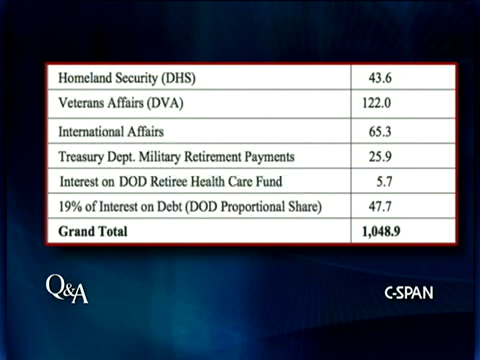 Homeland Security (DHS) 43.6
Veterans Affairs (DVA) 122.0
International Affairs 65.3
Treasury Dept. Military Retirement Payments 25.9
Interest on DOD Retiree Health Care Fund 5.7
19% of Interest on Debt (DOD Proportional Share) 47.7
Grand Total 1,048.9
Q&A
C-SPAN